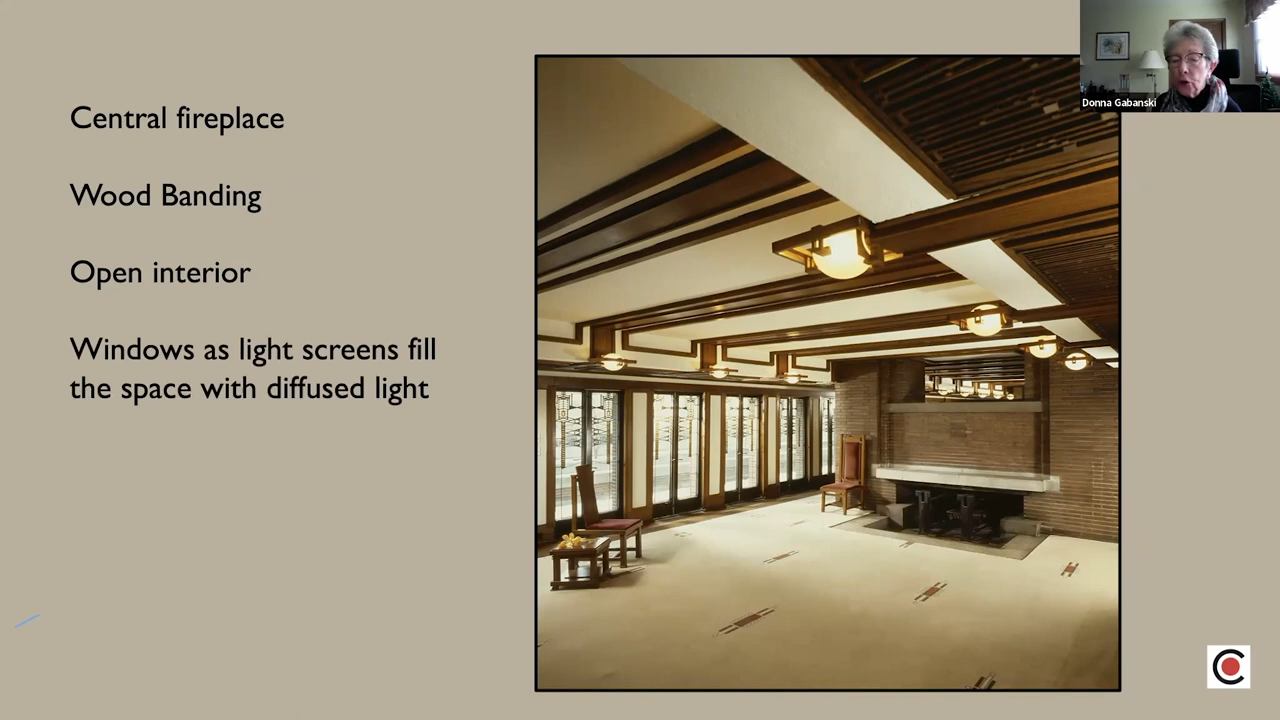 Central fireplace
Wood Banding
Open interior
Windows as light screens fill
the space with diffused light
Donna Gabanski